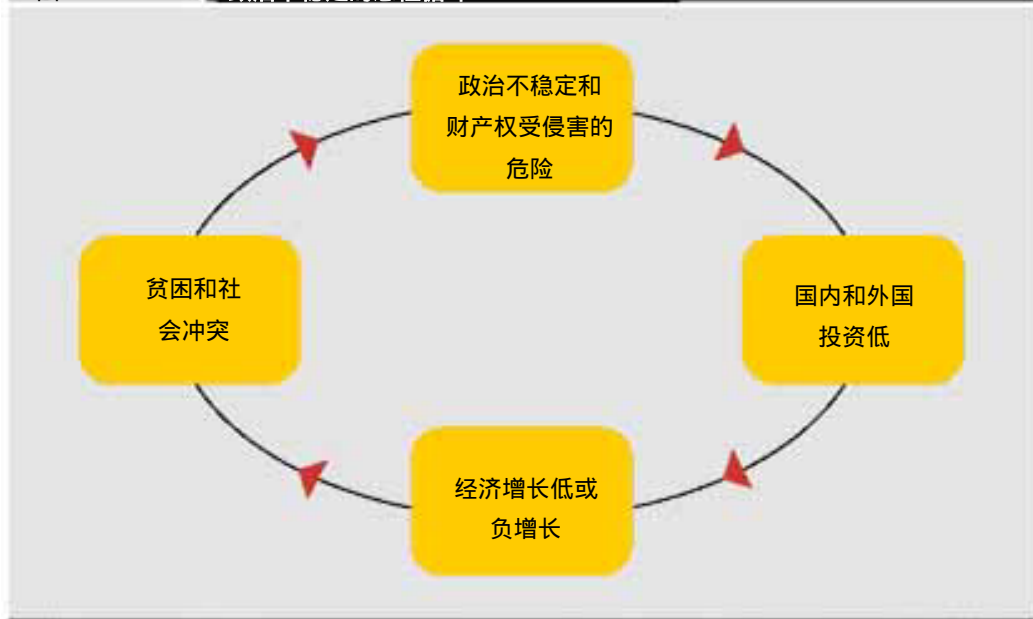 政治不稳定和
财产权受侵害的
危险
贫困和社
会冲突
国内和外国
投资低
经济增长低或
负增长